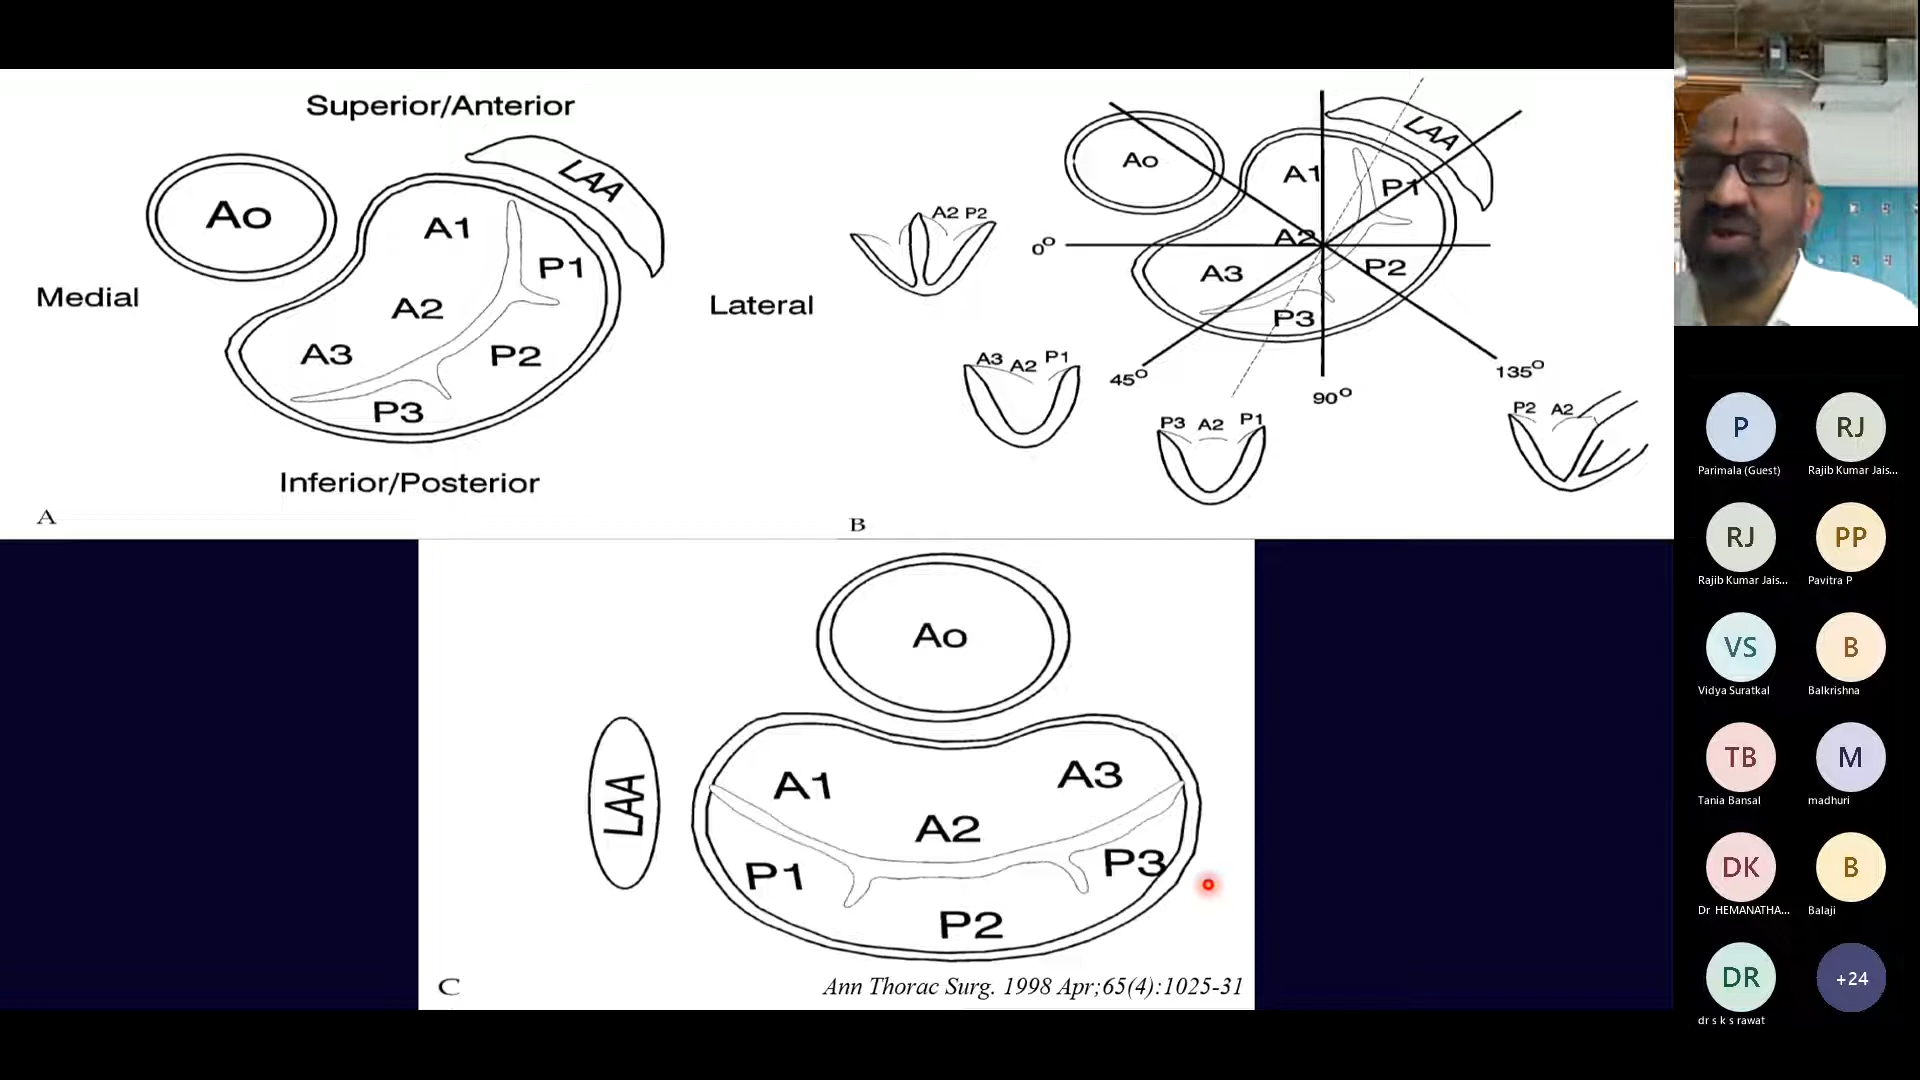 Superior/Anterior
Ao
LAA
A1
P1
Medial
A2
Lateral
A3
P2
P3
Inferior/Posterior
A
Ao
LAA
A1
P1
A2 P2
0°
A2
A3
P2
P3
A3 A2 P1
45°
90°
135°
P3 A2 P1
P2 A2
B
Ao
LAA
A1
A3
A2
P1
P3
P2
C
Ann Thorac Surg. 1998 Apr;65(4):1025-31
P
Parimala (Guest)
RJ
Rajib Kumar Jais...
RJ
Rajib Kumar Jais...
PP
Pavitra P
VS
Vidya Suratkal
B
Balkrishna
TB
Tania Bansal
M
madhuri
DK
Dr HEMANATHA...
B
Balaji
DR
dr s k s rawat
+24